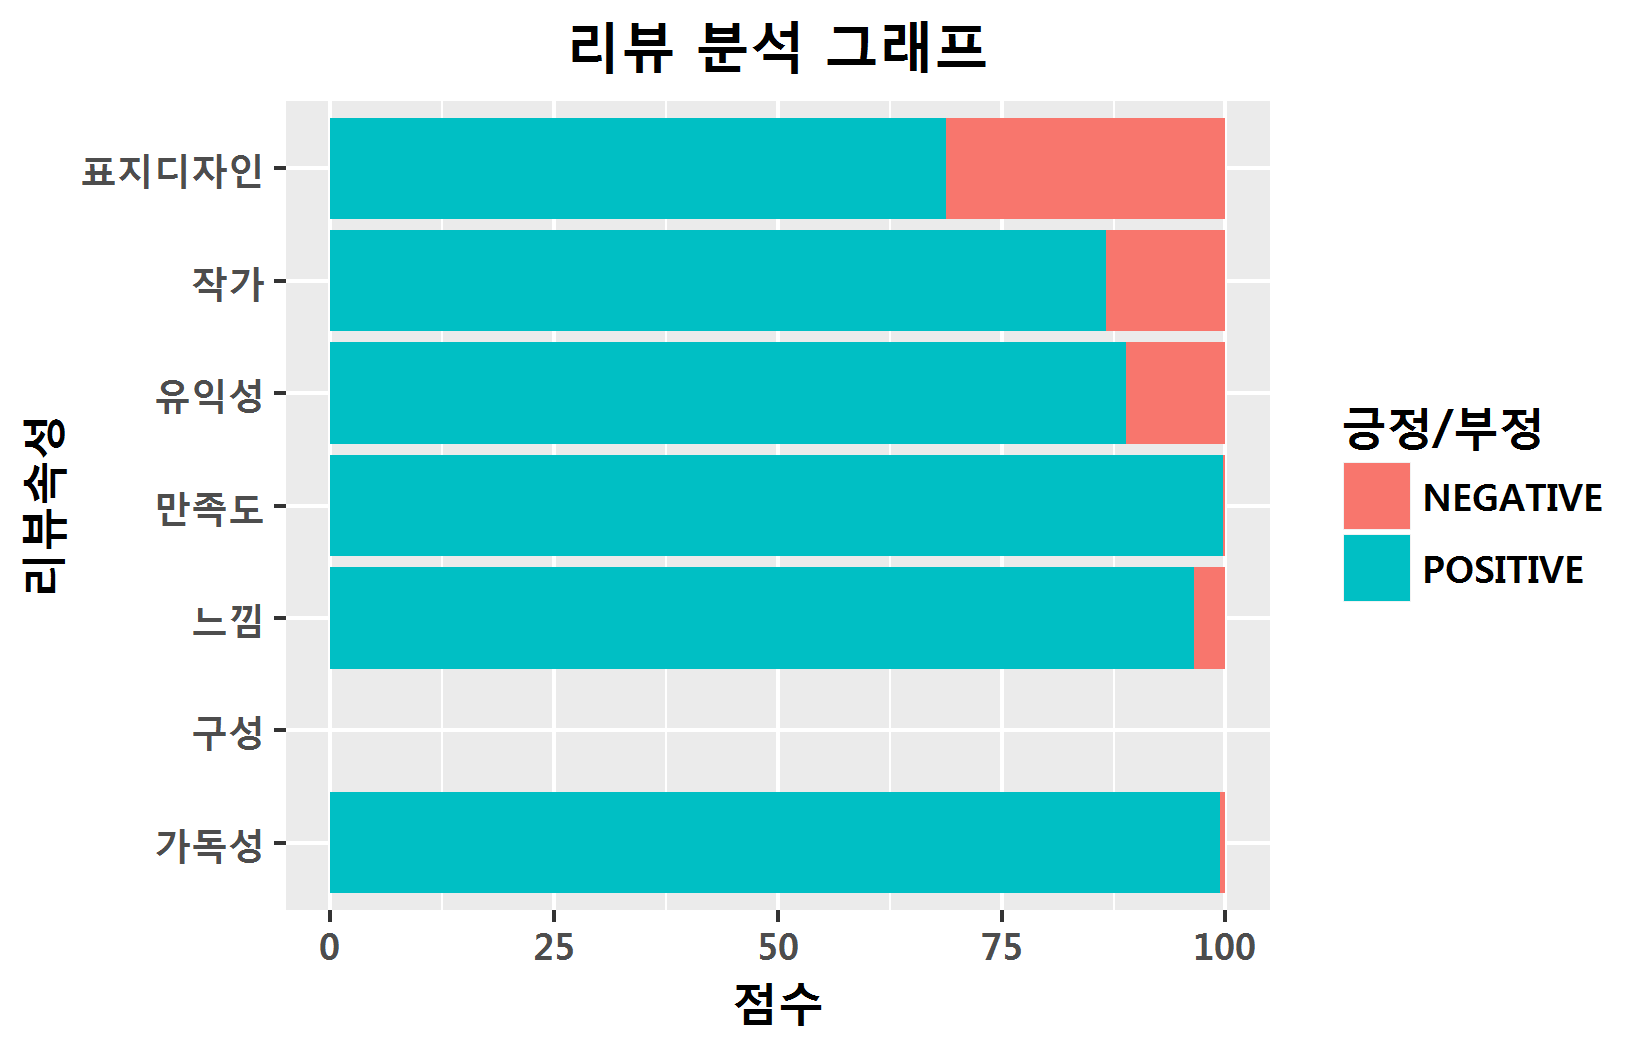 리뷰 분석 그래프
표지디자인
작가
유익성
만족도
느낌
구성
가독성
리뷰속성
0 25 50 75 100
점수
긍정/부정
NEGATIVE
POSITIVE